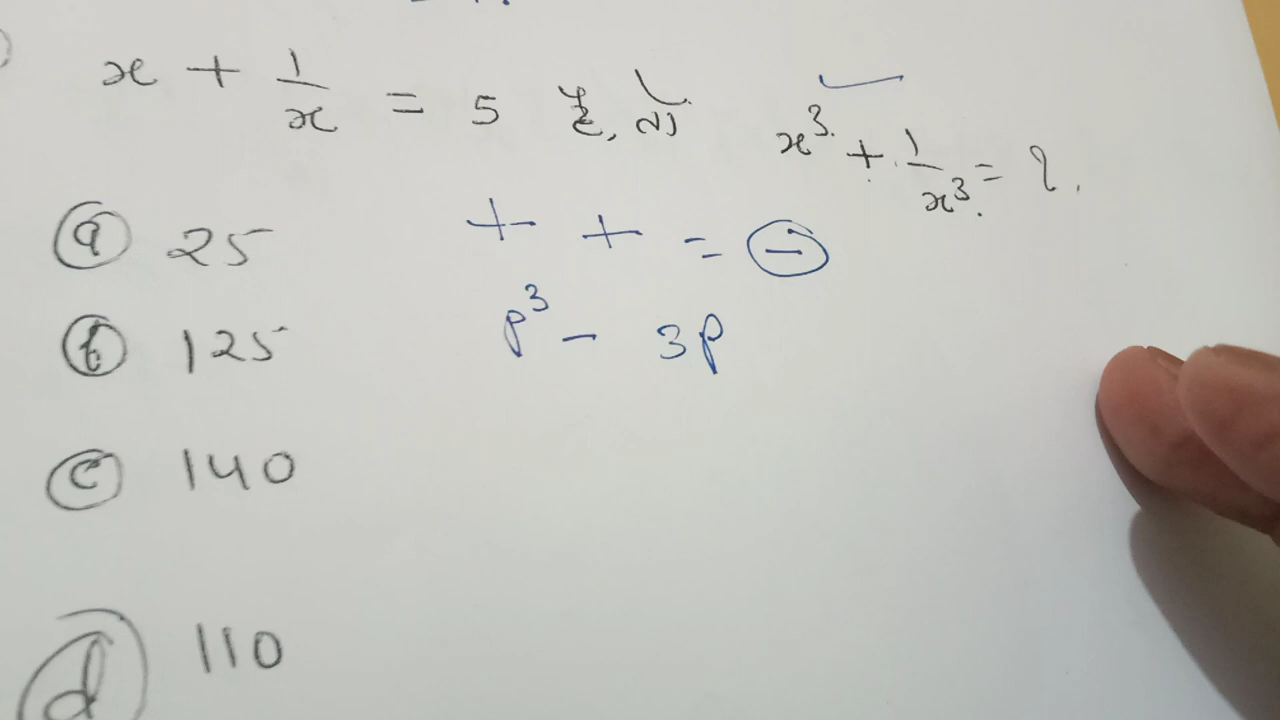 x + 1/x = 5 है, तो x³ + 1/x³ = ?
+ + = -
(a) 25
p³ - 3p
(b) 125
(c) 140
(d) 110